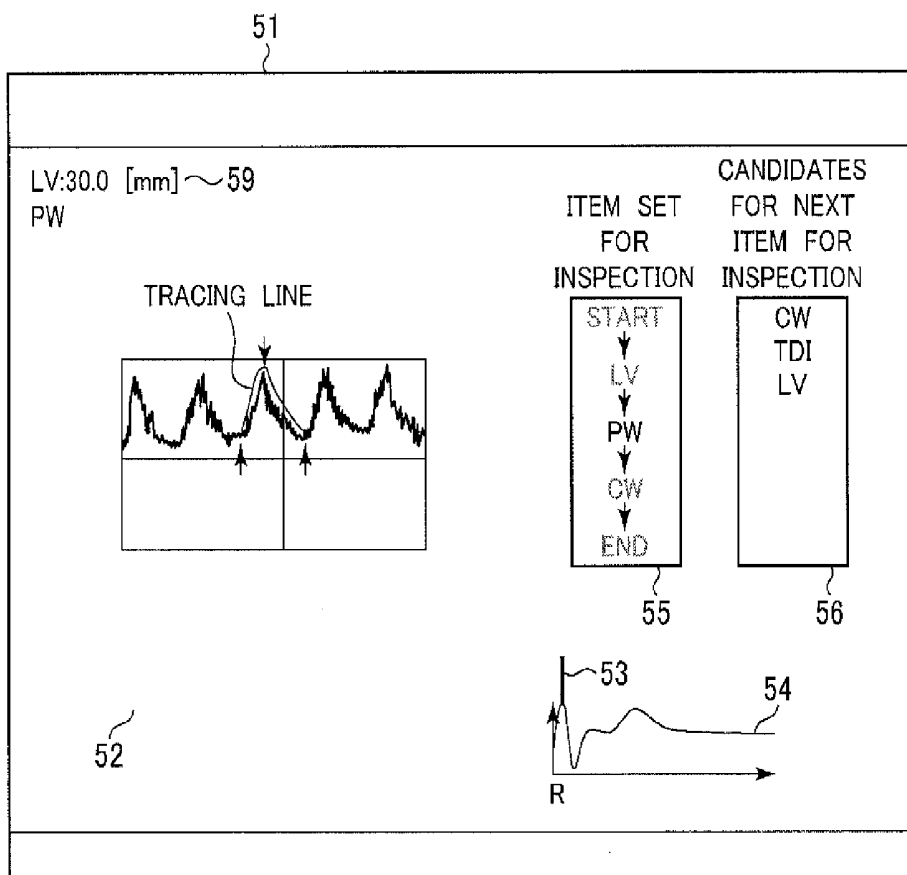 51
LV:30.0 [mm] 59
PW
TRACING LINE
ITEM SET
FOR
INSPECTION
START
LV
PW
CW
END
55
CANDIDATES
FOR NEXT
ITEM FOR
INSPECTION
CW
TDI
LV
56
52
53
54
R